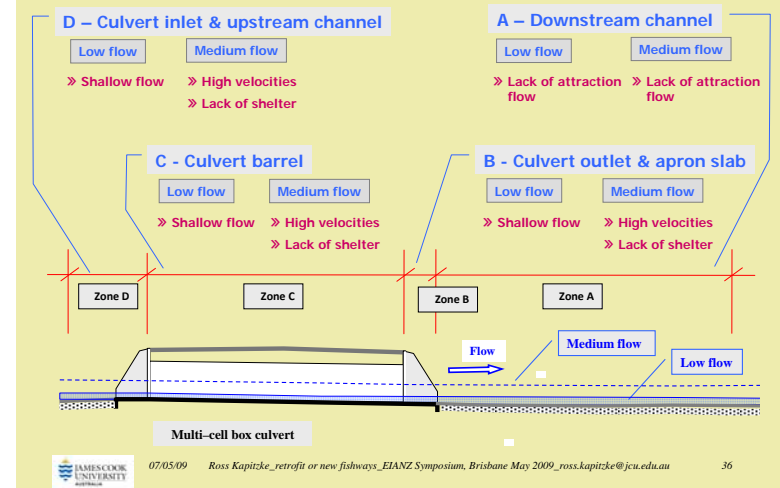 D – Culvert inlet & upstream channel
Low flow
Medium flow
» Shallow flow
» High velocities
» Lack of shelter
A – Downstream channel
Low flow
Medium flow
» Lack of attraction
flow
» Lack of attraction
flow
C - Culvert barrel
Low flow
Medium flow
» Shallow flow
» High velocities
» Lack of shelter
B - Culvert outlet & apron slab
Low flow
Medium flow
» Shallow flow
» High velocities
» Lack of shelter
Zone D
Zone C
Zone B
Zone A
Flow
Medium flow
Low flow
Multi–cell box culvert
JAMES COOK
UNIVERSITY
AUSTRALIA
07/05/09
Ross Kapitzke_retrofit or new fishways_EIANZ Symposium, Brisbane May 2009_ross.kapitzke@jcu.edu.au
36